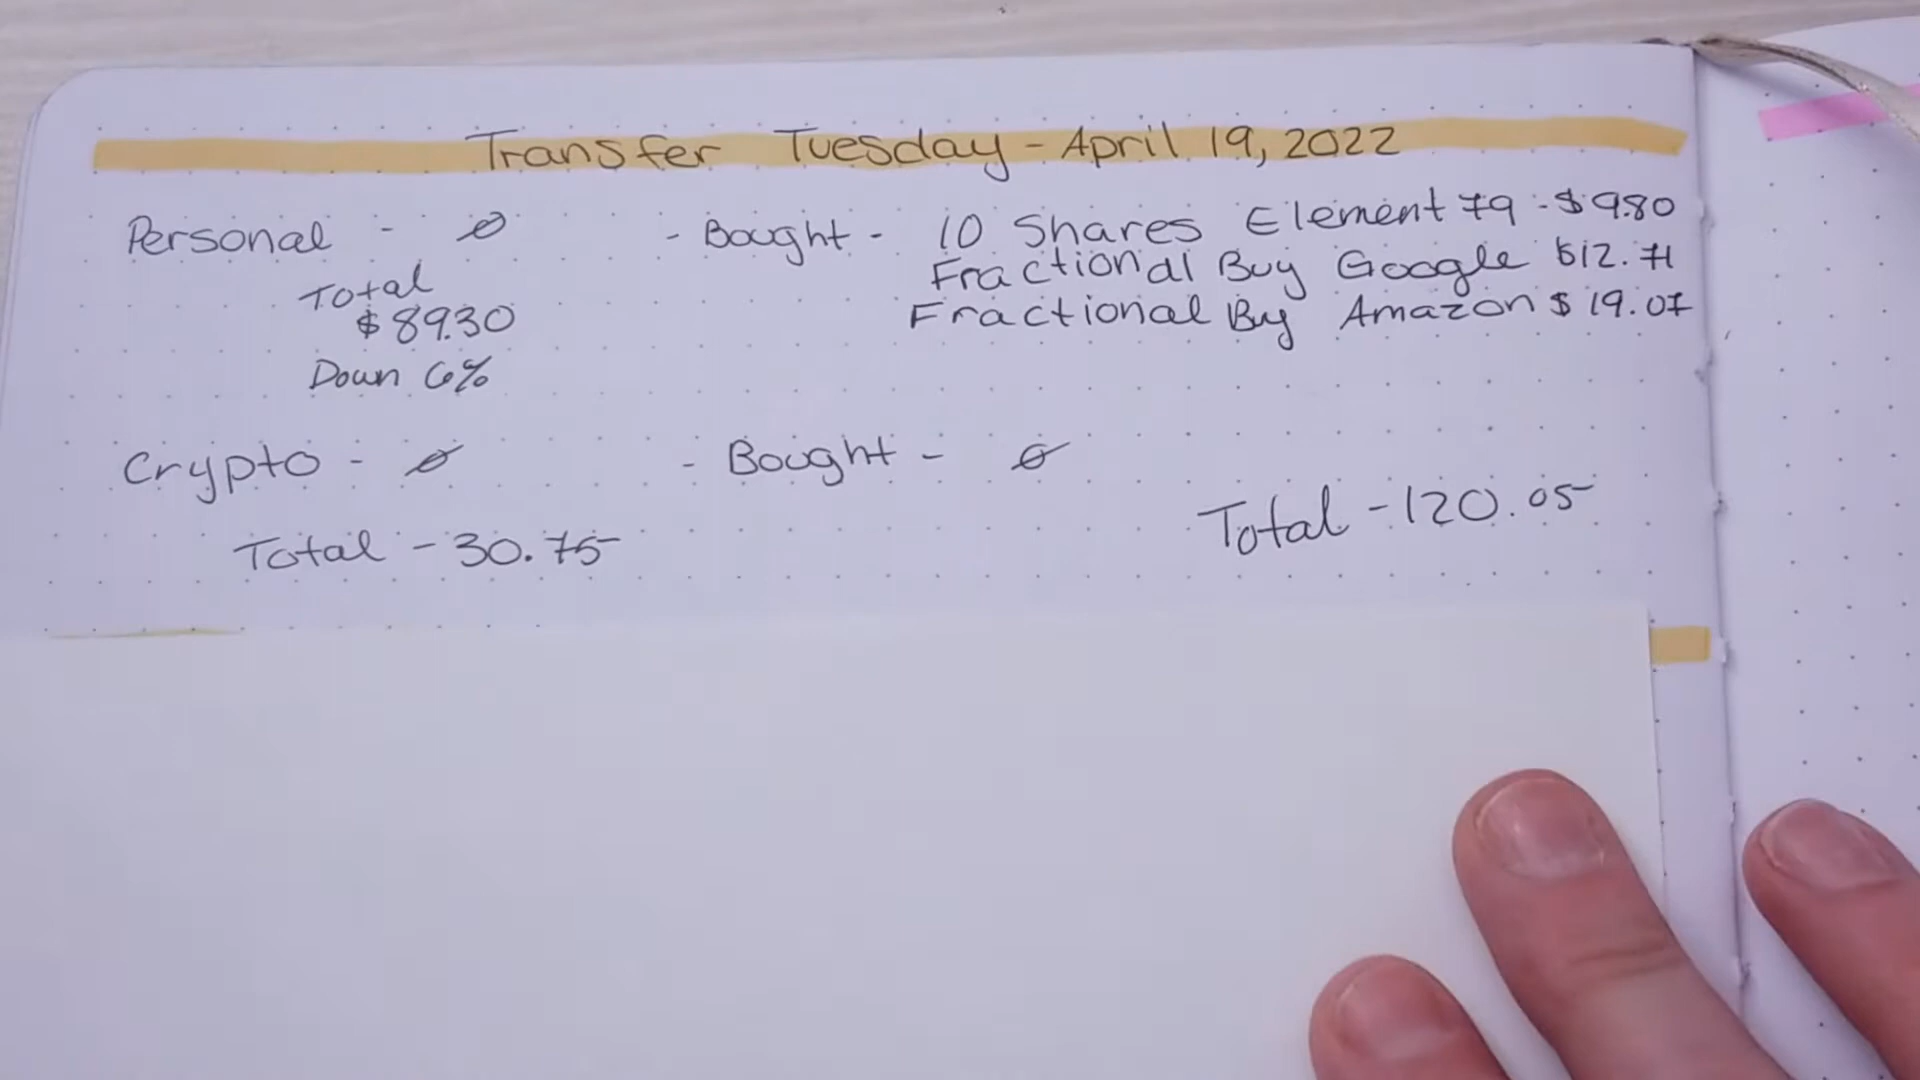 Transfer Tuesday - April 19, 2022
Personal - ∅ - Bought - 10 Shares Element 79 - $9.80
Fractional Buy Google $12.71
Fractional By Amazon $19.07
Total
$89.30
Down 6%
Crypto - ∅ - Bought - ∅
Total - 30.75
Total - 120.05